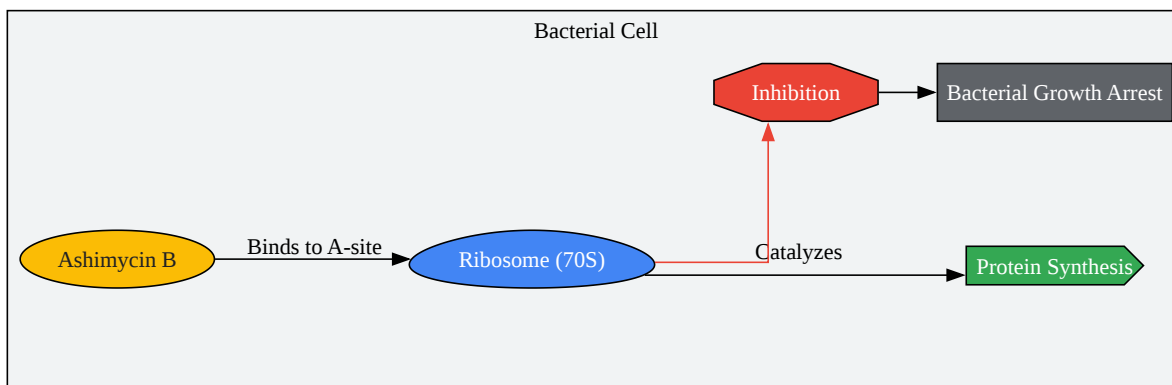 Bacterial Cell
Inhibition
Bacterial Growth Arrest
Ashimycin B
Binds to A-site
Ribosome (70S)
Catalyzes
Protein Synthesis